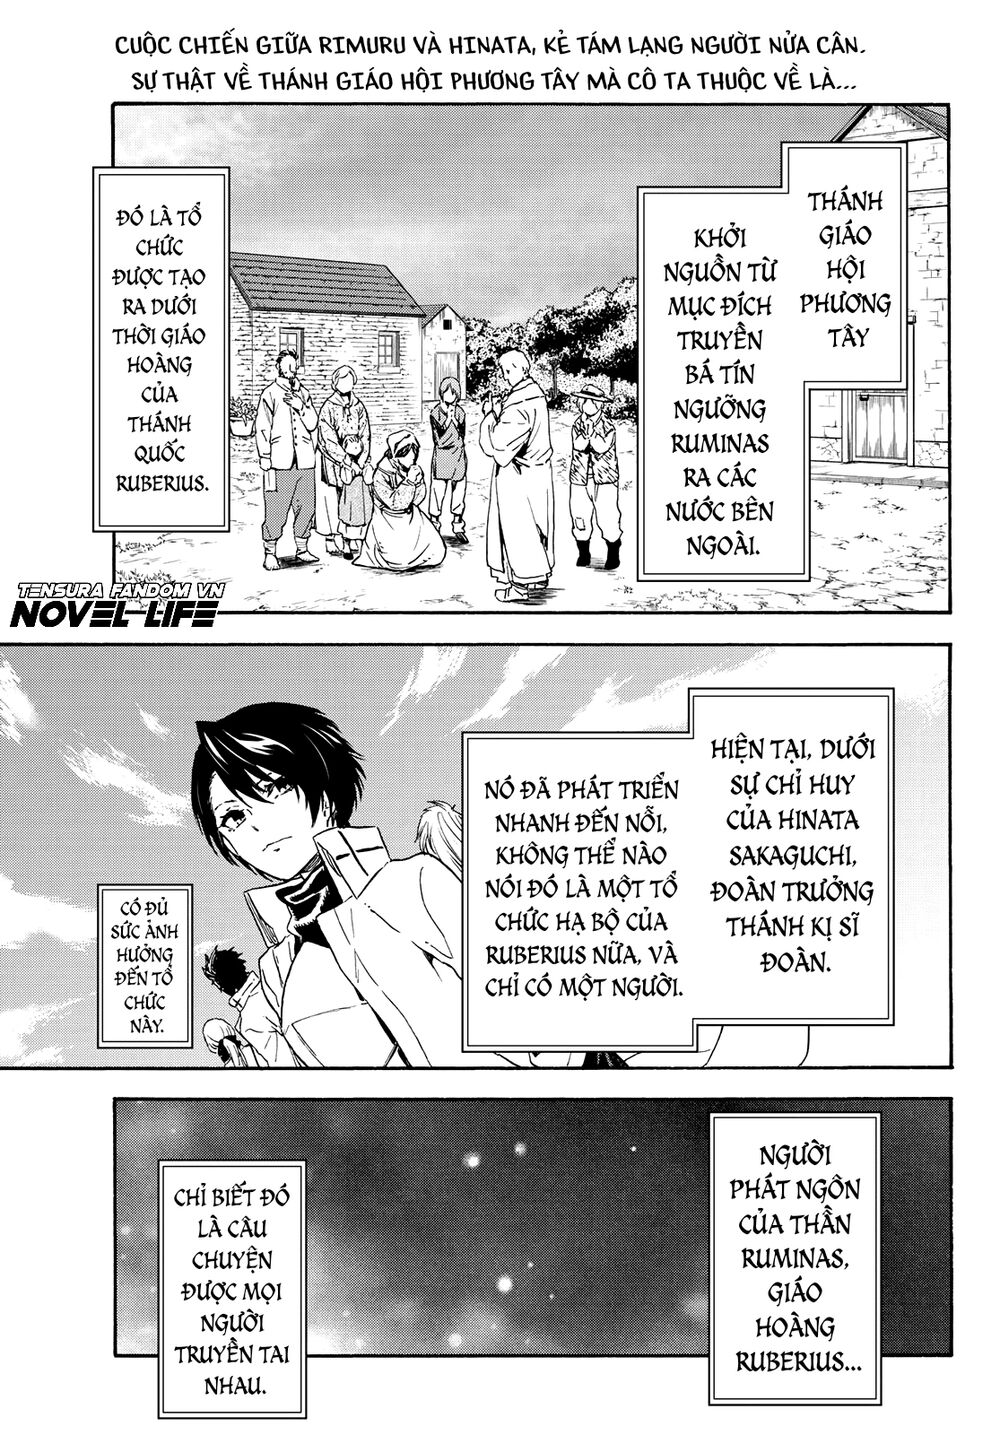 CUỘC CHIẾN GIỮA RIMURU VÀ HINATA, KẺ TÁM LẠNG NGƯỜI NỬA CÂN.
SỰ THẬT VỀ THÁNH GIÁO HỘI PHƯƠNG TÂY MÀ CÔ TA THUỘC VỀ LÀ...
THÁNH
GIÁO
HỘI
PHƯƠNG
TÂY
KHỞI
NGUỒN TỪ
MỤC ĐÍCH
TRUYỀN
BÁ TÍN
NGƯỠNG
RUMINAS
RA CÁC
NƯỚC BÊN
NGOÀI.
ĐÓ LÀ TỔ
CHỨC
ĐƯỢC TẠO
RA DƯỚI
THỜI GIÁO
HOÀNG
CỦA
THÁNH
QUỐC
RUBERIUS.
TENSURA FANDOM VN
NOVEL LIFE
HIỆN TẠI, DƯỚI
SỰ CHỈ HUY
CỦA HINATA
SAKAGUCHI,
ĐOÀN TRƯỞNG
THÁNH KỊ SĨ
ĐOÀN.
NÓ ĐÃ PHÁT TRIỂN
NHANH ĐẾN NỖI,
KHÔNG THỂ NÀO
NÓI ĐÓ LÀ MỘT TỔ
CHỨC HẠ BỘ CỦA
RUBERIUS NỮA, VÀ
CHỈ CÓ MỘT NGƯỜI.
CÓ ĐỦ
SỨC ẢNH
HƯỞNG
ĐẾN TỔ
CHỨC
NÀY.
NGƯỜI
PHÁT NGÔN
CỦA THẦN
RUMINAS,
GIÁO
HOÀNG
RUBERIUS...
CHỈ BIẾT ĐÓ
LÀ CÂU
CHUYỆN
ĐƯỢC MỌI
NGƯỜI
TRUYỀN TAI
NHAU.